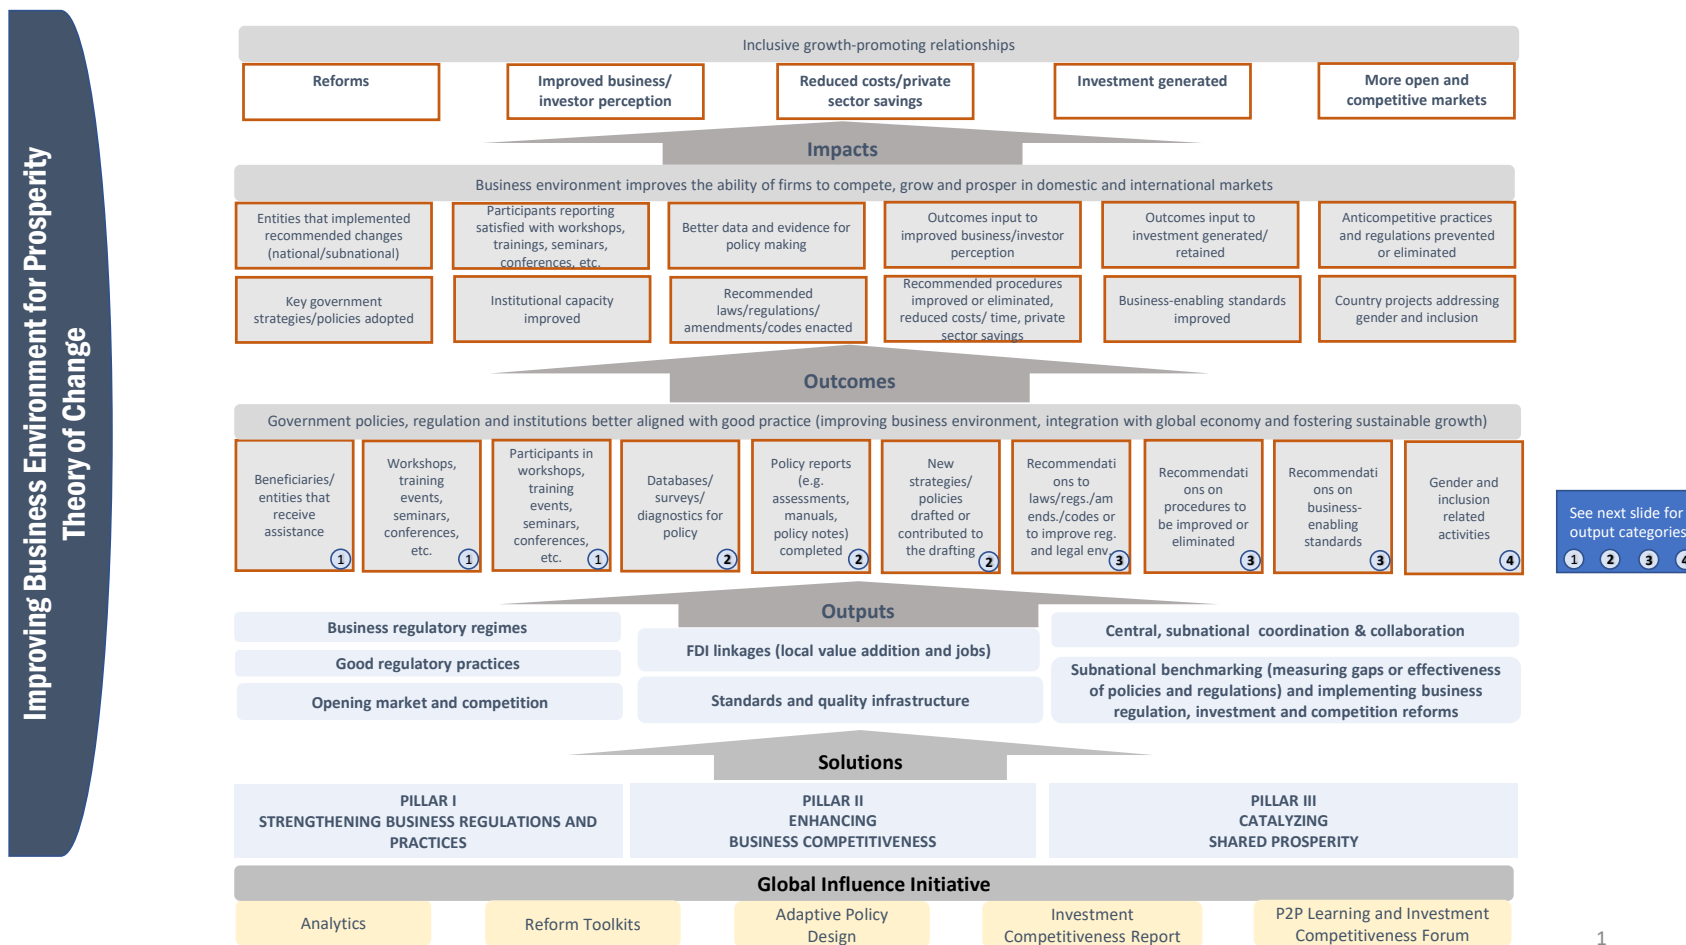 Improving Business Environment for Prosperity
Theory of Change
Inclusive growth-promoting relationships
Reforms
Improved business/
investor perception
Reduced costs/private
sector savings
Investment generated
More open and
competitive markets
Impacts
Business environment improves the ability of firms to compete, grow and prosper in domestic and international markets
Entities that implemented
recommended changes
(national/subnational)
Participants reporting
satisfied with workshops,
trainings, seminars,
conferences, etc.
Better data and evidence for
policy making
Outcomes input to
improved business/investor
perception
Outcomes input to
investment generated/
retained
Anticompetitive practices
and regulations prevented
or eliminated
Key government
strategies/policies adopted
Institutional capacity
improved
Recommended
laws/regulations/
amendments/codes enacted
Recommended procedures
improved or eliminated,
reduced costs/ time, private
sector savings
Business-enabling standards
improved
Country projects addressing
gender and inclusion
Outcomes
Government policies, regulation and institutions better aligned with good practice (improving business environment, integration with global economy and fostering sustainable growth)
Beneficiaries/
entities that
receive
assistance
1
Workshops,
training
events,
seminars,
conferences,
etc.
1
Participants in
workshops,
training
events,
seminars,
conferences,
etc.
1
Databases/
surveys/
diagnostics for
policy
2
Policy reports
(e.g.
assessments,
manuals,
policy notes)
completed
2
New
strategies/
policies
drafted or
contributed to
the drafting
2
Recommendati
ons to
laws/regs./am
ends./codes or
to improve reg.
and legal env.
3
Recommendati
ons on
procedures to
be improved or
eliminated
3
Recommendati
ons on
business-
enabling
standards
3
Gender and
inclusion
related
activities
4
See next slide for
output categories
1 2 3 4
Outputs
Business regulatory regimes
Good regulatory practices
Opening market and competition
FDI linkages (local value addition and jobs)
Standards and quality infrastructure
Central, subnational coordination & collaboration
Subnational benchmarking (measuring gaps or effectiveness
of policies and regulations) and implementing business
regulation, investment and competition reforms
Solutions
PILLAR I
STRENGTHENING BUSINESS REGULATIONS AND
PRACTICES
PILLAR II
ENHANCING
BUSINESS COMPETITIVENESS
PILLAR III
CATALYZING
SHARED PROSPERITY
Global Influence Initiative
Analytics
Reform Toolkits
Adaptive Policy
Design
Investment
Competitiveness Report
P2P Learning and Investment
Competitiveness Forum
1